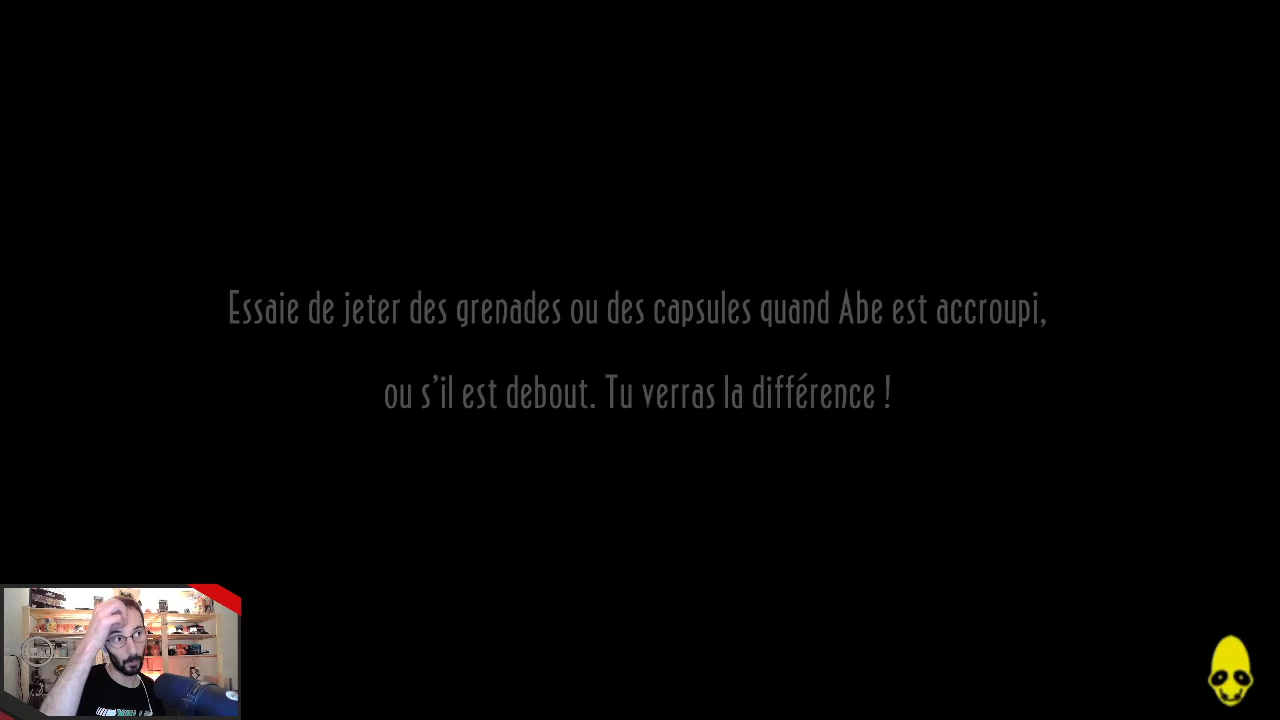 Essaie de jeter des grenades ou des capsules quand Abe est accroupi,
ou s'il est debout. Tu verras la différence !